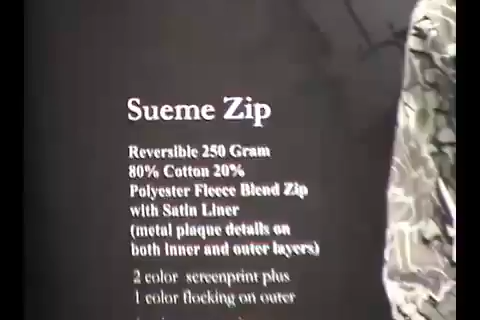 Sueme Zip
Reversible 250 Gram
80% Cotton 20%
Polyester Fleece Blend Zip
with Satin Liner
(metal plaque details on
both inner and outer layers)
2 color screenprint plus
1 color flocking on outer